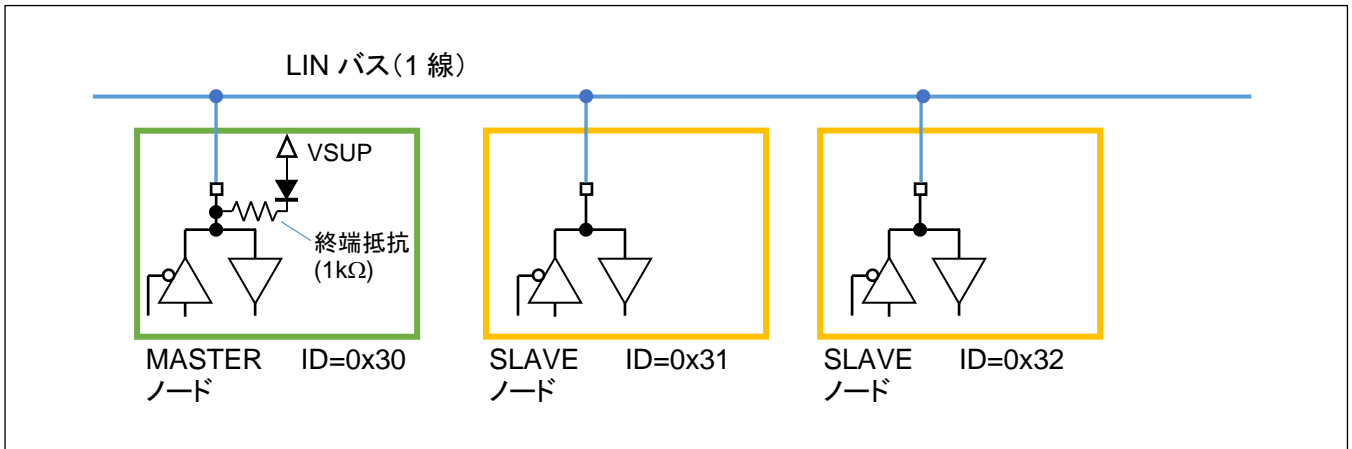 LIN バス(1 線)
VSUP
終端抵抗
(1kΩ)
MASTER ID=0x30
ノード
SLAVE ID=0x31
ノード
SLAVE ID=0x32
ノード